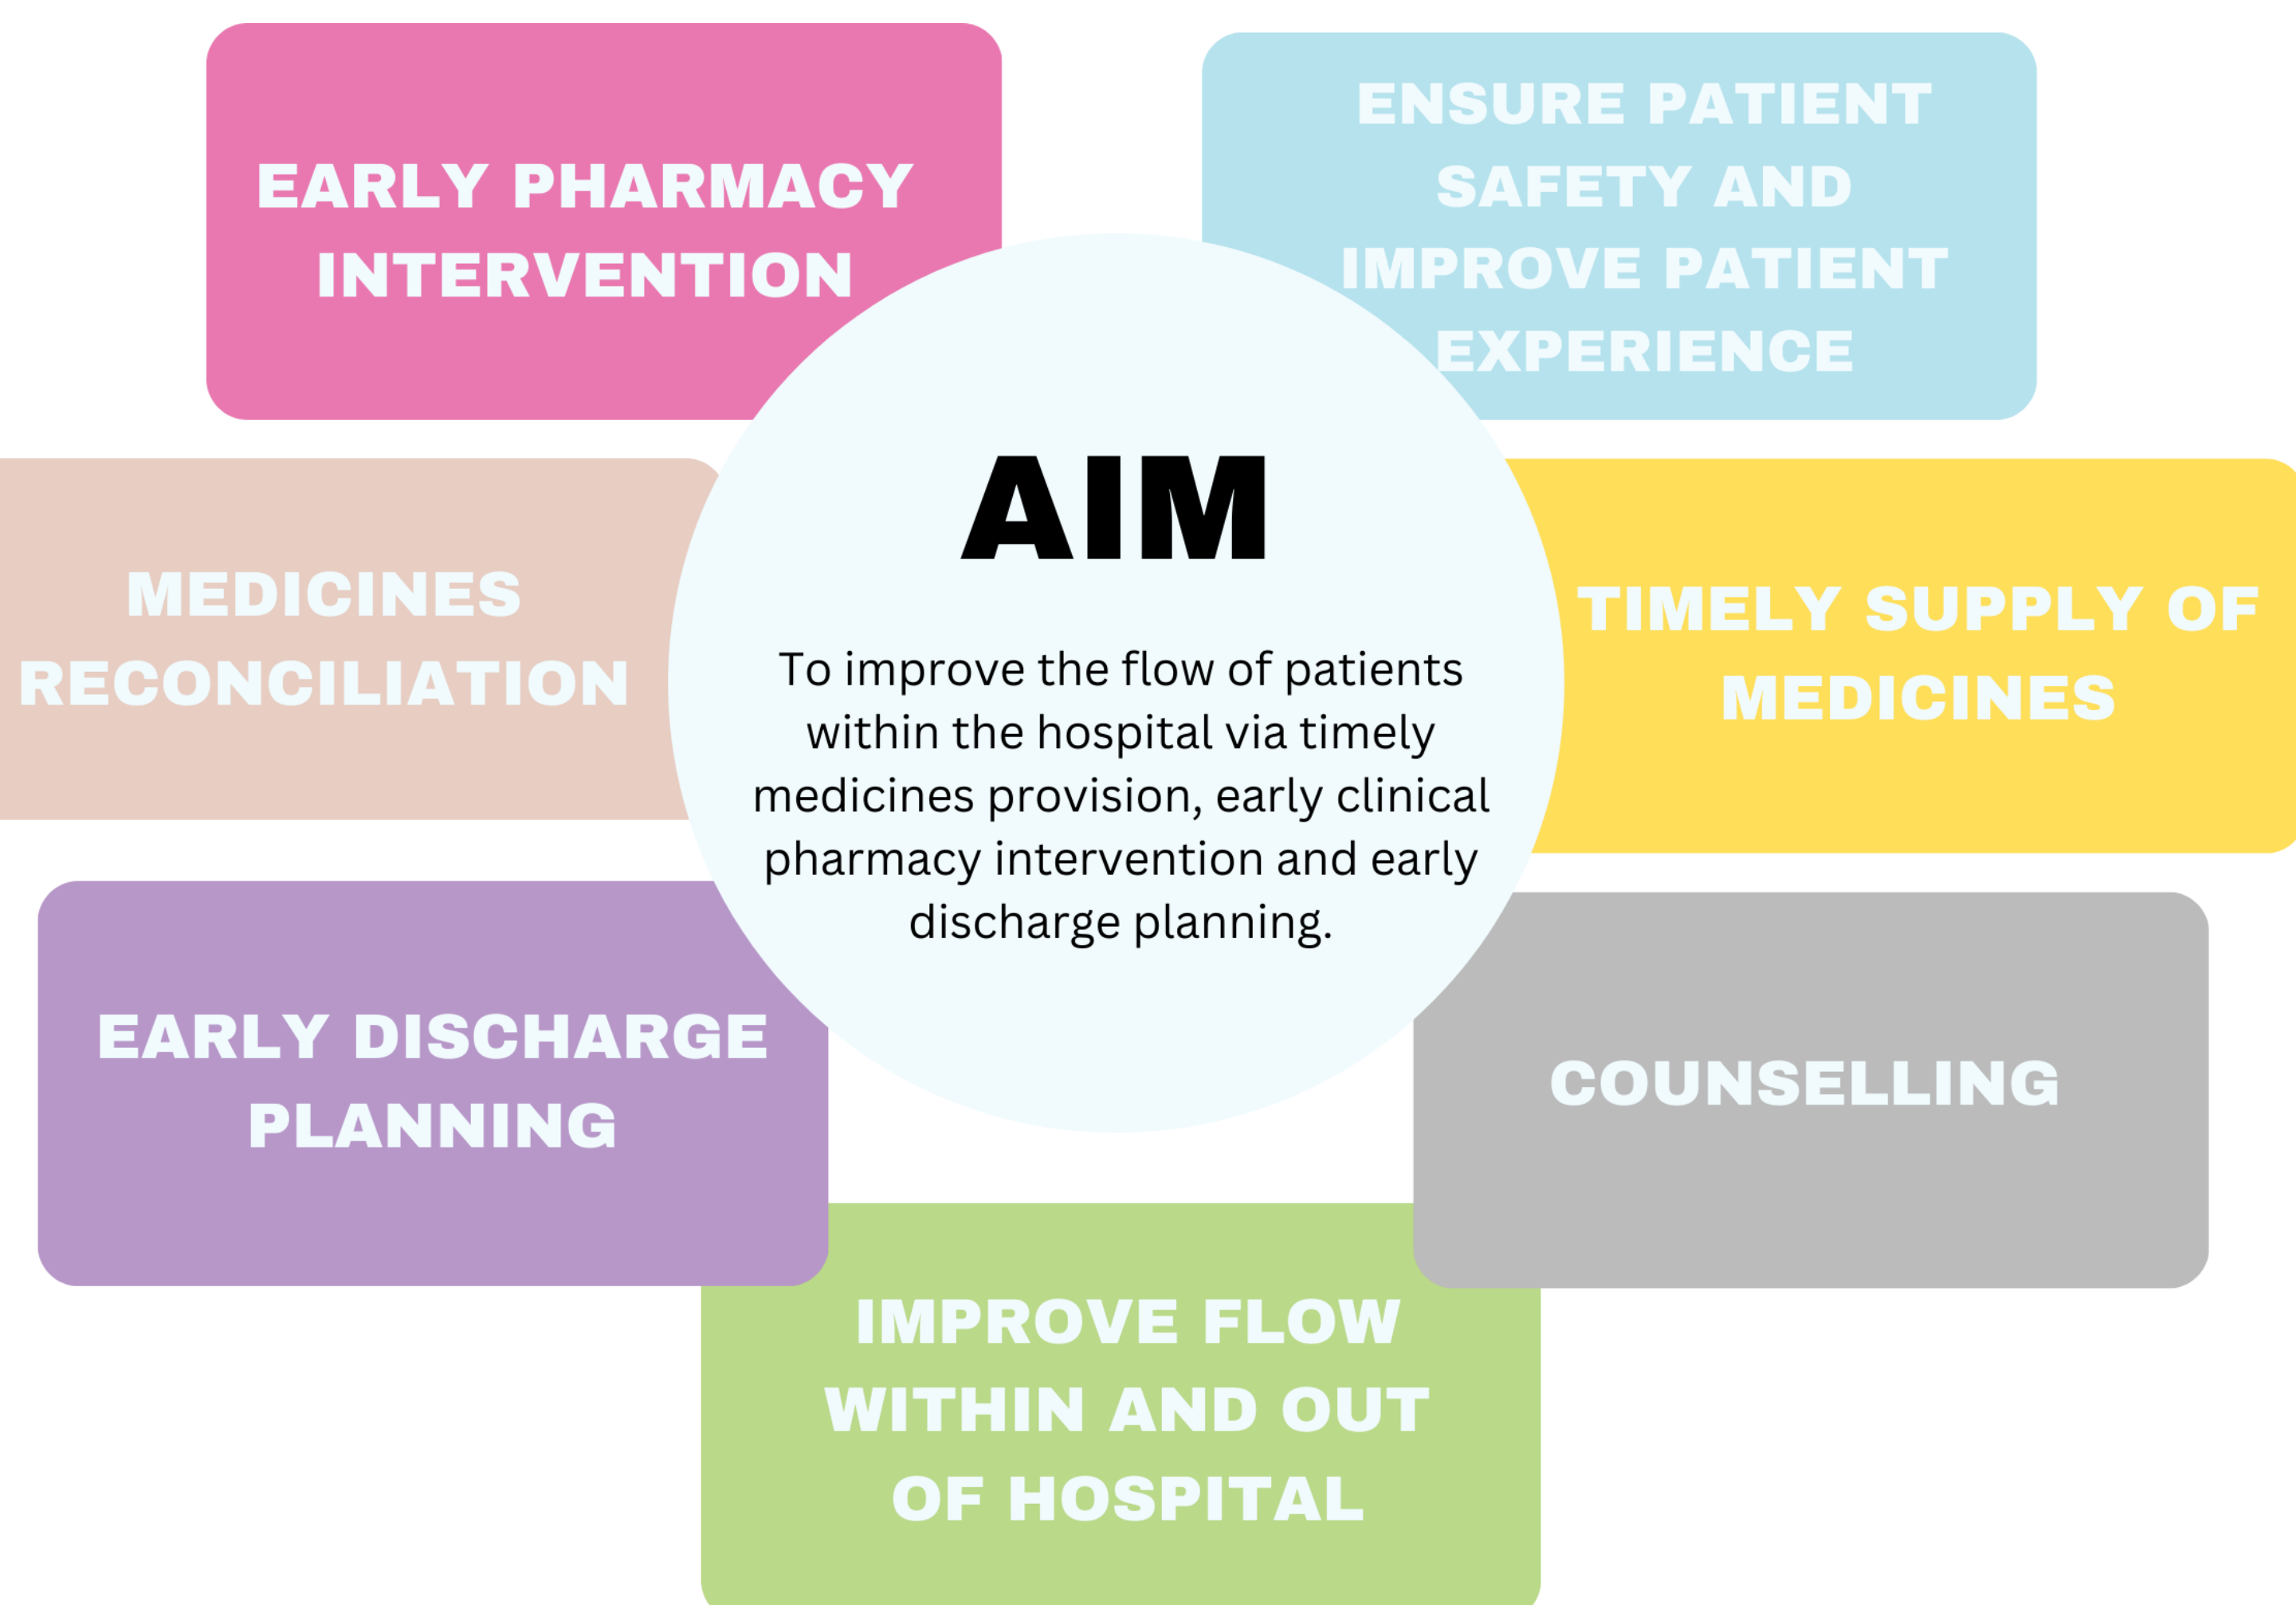 EARLY PHARMACY
INTERVENTION
ENSURE PATIENT
SAFETY AND
IMPROVE PATIENT
EXPERIENCE
MEDICINES
RECONCILIATION
AIM
To improve the flow of patients
within the hospital via timely
medicines provision, early clinical
pharmacy intervention and early
discharge planning.
TIMELY SUPPLY OF
MEDICINES
EARLY DISCHARGE
PLANNING
COUNSELLING
IMPROVE FLOW
WITHIN AND OUT
OF HOSPITAL